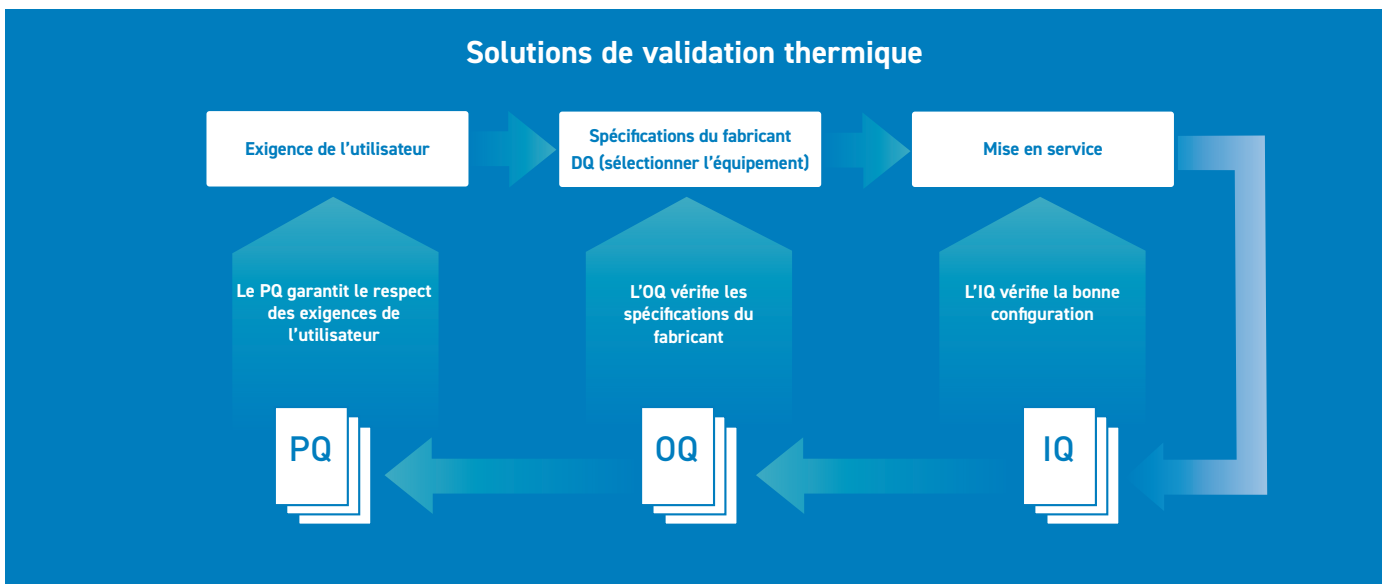 Solutions de validation thermique
Exigence de l’utilisateur
Spécifications du fabricant
DQ (sélectionner l’équipement)
Mise en service
Le PQ garantit le respect
des exigences de
l’utilisateur
L’OQ vérifie les
spécifications du
fabricant
L’IQ vérifie la bonne
configuration
PQ
OQ
IQ